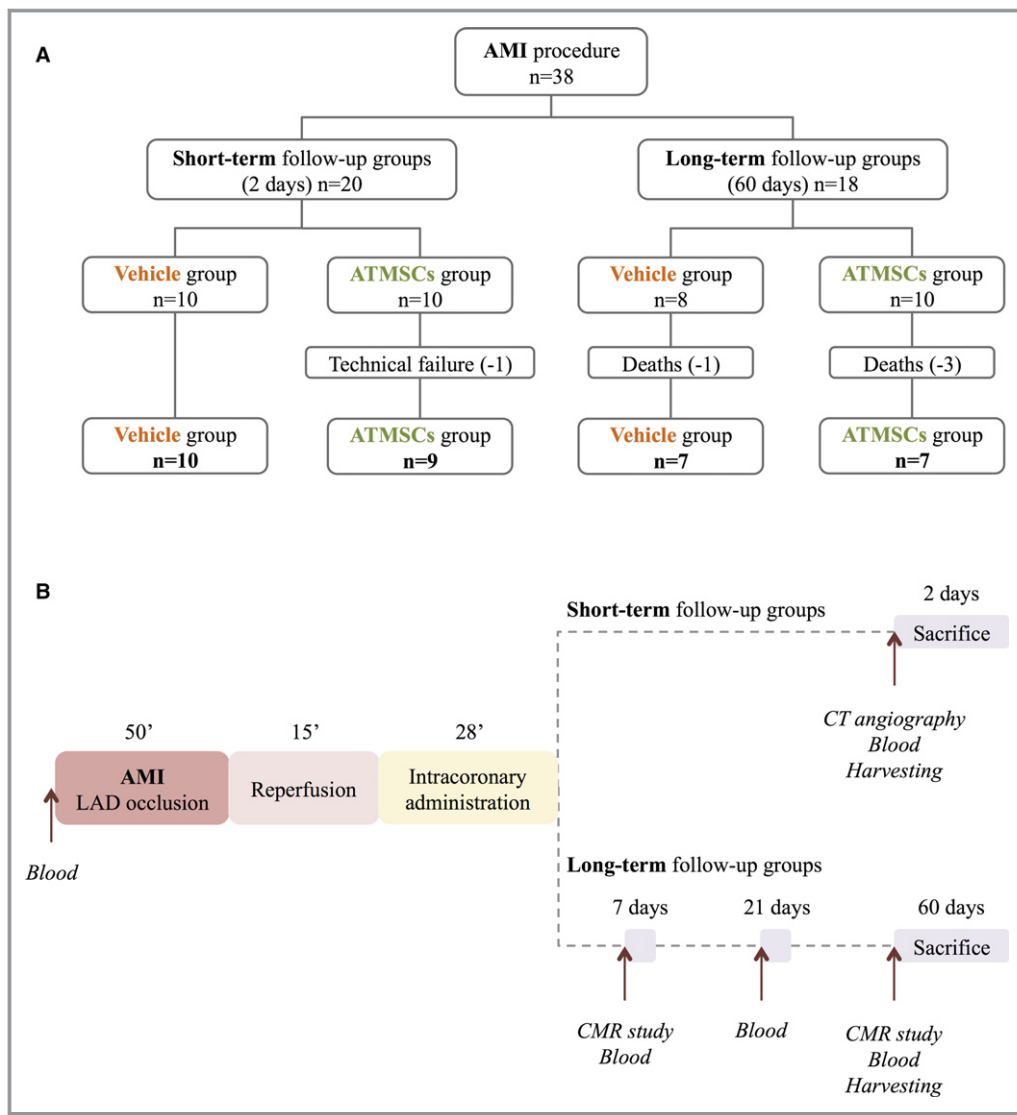 A
AMI procedure
n=38
Short-term follow-up groups
(2 days) n=20
Long-term follow-up groups
(60 days) n=18
Vehicle group
n=10
ATMSCs group
n=10
Vehicle group
n=8
ATMSCs group
n=10
Technical failure (-1)
Deaths (-1)
Deaths (-3)
Vehicle group
n=10
ATMSCs group
n=9
Vehicle group
n=7
ATMSCs group
n=7
B
Short-term follow-up groups
2 days
Sacrifice
CT angiography
Blood
Harvesting
50’
AMI
LAD occlusion
15’
Reperfusion
28’
Intracoronary
administration
Blood
Long-term follow-up groups
7 days
21 days
60 days
Sacrifice
CMR study
Blood
Blood
CMR study
Blood
Harvesting